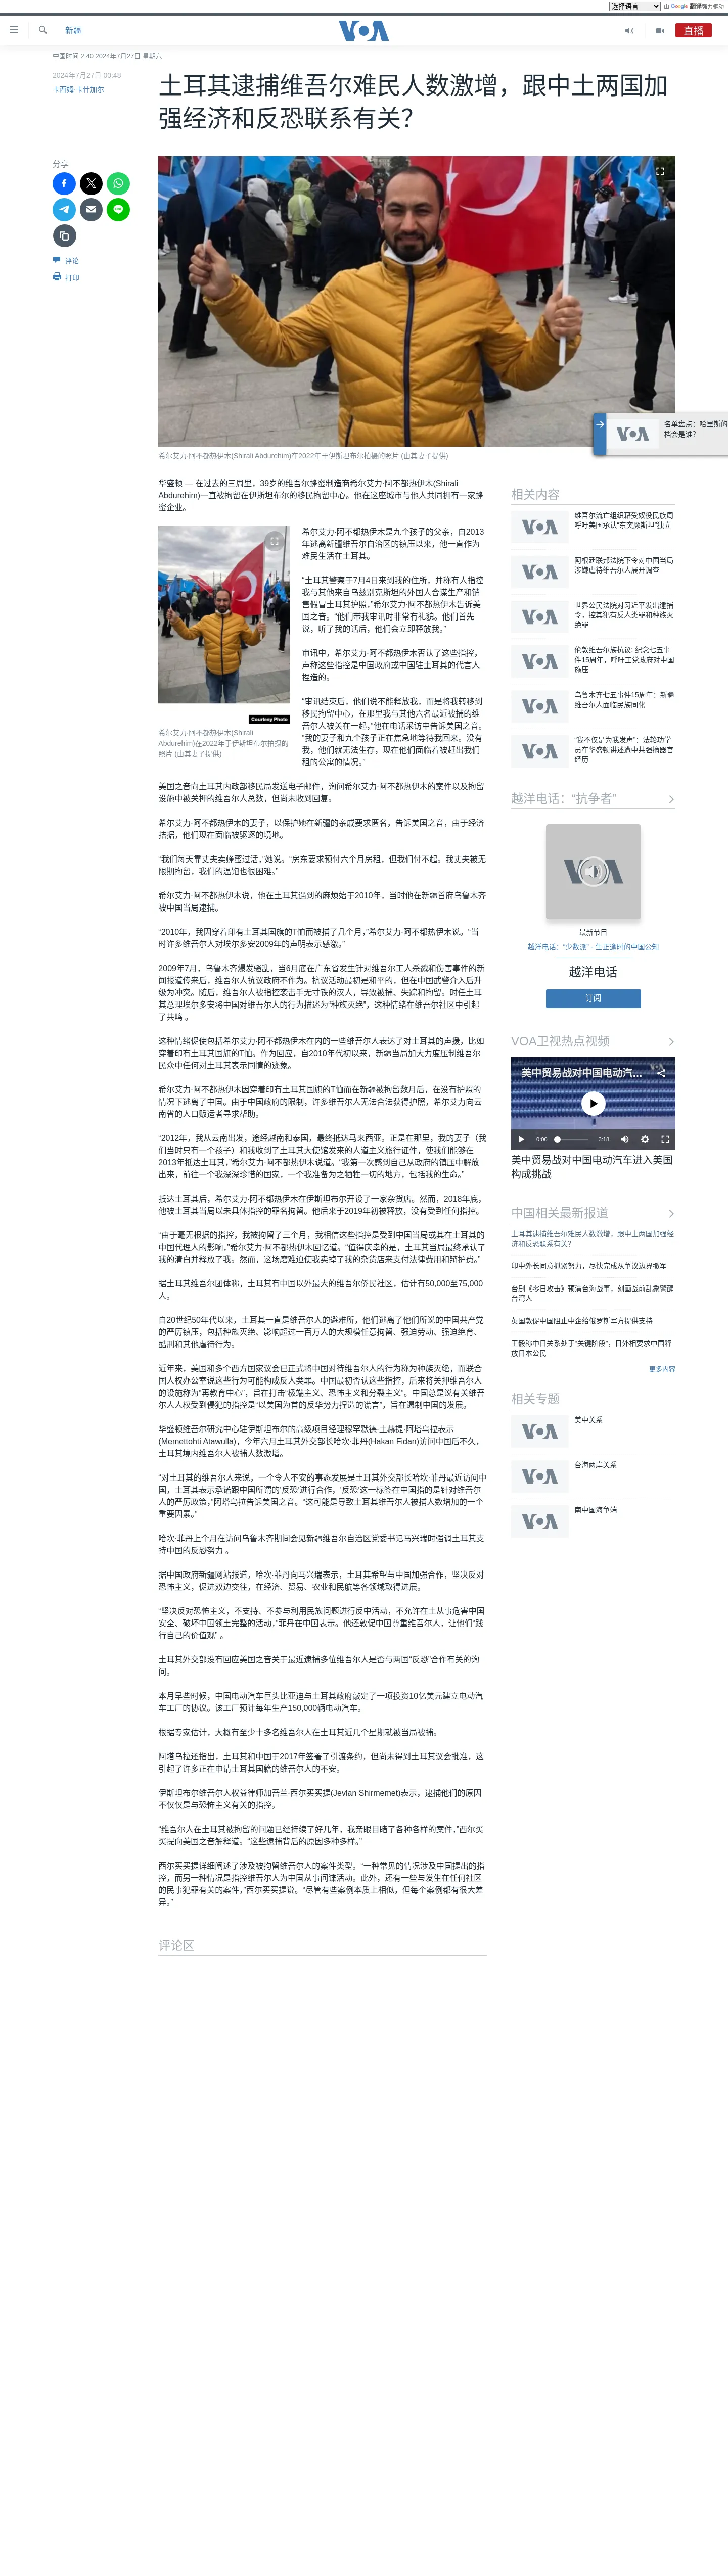 选择语言 由 Google 翻译强力驱动
新疆
VOA
直播
中国时间 2:40 2024年7月27日 星期六
2024年7月27日 00:48
卡西姆·卡什加尔
土耳其逮捕维吾尔难民人数激增，跟中土两国加
强经济和反恐联系有关？
分享
评论
打印
希尔艾力·阿不都热伊木(Shirali Abdurehim)在2022年于伊斯坦布尔拍摄的照片 (由其妻子提供)
名单盘点：哈里斯的
档会是谁？
华盛顿 — 在过去的三周里，39岁的维吾尔蜂蜜制造商希尔艾力·阿不都热伊木(Shirali
Abdurehim)一直被拘留在伊斯坦布尔的移民拘留中心。他在这座城市与他人共同拥有一家蜂
蜜企业。
Courtesy Photo
希尔艾力·阿不都热伊木(Shirali
Abdurehim)在2022年于伊斯坦布尔拍摄的
照片 (由其妻子提供)
希尔艾力·阿不都热伊木是九个孩子的父亲，自2013
年逃离新疆维吾尔自治区的镇压以来，他一直作为
难民生活在土耳其。
“土耳其警察于7月4日来到我的住所，并称有人指控
我与其他来自乌兹别克斯坦的外国人合谋生产和销
售假冒土耳其护照，”希尔艾力·阿不都热伊木告诉美
国之音。“他们带我审讯时非常有礼貌。他们首先
说，听了我的话后，他们会立即释放我。”
审讯中，希尔艾力·阿不都热伊木否认了这些指控，
声称这些指控是中国政府或中国驻土耳其的代言人
捏造的。
“审讯结束后，他们说不能释放我，而是将我转移到
移民拘留中心，在那里我与其他六名最近被捕的维
吾尔人被关在一起，”他在电话采访中告诉美国之音。
“我的妻子和九个孩子正在焦急地等待我回来。没有
我，他们就无法生存，现在他们面临着被赶出我们
租的公寓的情况。”
美国之音向土耳其内政部移民局发送电子邮件，询问希尔艾力·阿不都热伊木的案件以及拘留
设施中被关押的维吾尔人总数，但尚未收到回复。
希尔艾力·阿不都热伊木的妻子，以保护她在新疆的亲戚要求匿名，告诉美国之音，由于经济
拮据，他们现在面临被驱逐的境地。
“我们每天靠丈夫卖蜂蜜过活，”她说。“房东要求预付六个月房租，但我们付不起。我丈夫被无
限期拘留，我们的温饱也很困难。”
希尔艾力·阿不都热伊木说，他在土耳其遇到的麻烦始于2010年，当时他在新疆首府乌鲁木齐
被中国当局逮捕。
“2010年，我因穿着印有土耳其国旗的T恤而被捕了几个月，”希尔艾力·阿不都热伊木说。“当
时许多维吾尔人对埃尔多安2009年的声明表示感激。”
2009年7月，乌鲁木齐爆发骚乱，当6月底在广东省发生针对维吾尔工人杀戮和伤害事件的新
闻报道传来后，维吾尔人抗议政府不作为。抗议活动最初是和平的，但在中国武警介入后升
级为冲突。随后，维吾尔人被指控袭击手无寸铁的汉人，导致被捕、失踪和拘留。时任土耳
其总理埃尔多安将中国对维吾尔人的行为描述为“种族灭绝”，这种情绪在维吾尔社区中引起
了共鸣 。
这种情绪促使包括希尔艾力·阿不都热伊木在内的一些维吾尔人表达了对土耳其的声援，比如
穿着印有土耳其国旗的T恤。作为回应，自2010年代初以来，新疆当局加大力度压制维吾尔
民众中任何对土耳其表示同情的迹象。
希尔艾力·阿不都热伊木因穿着印有土耳其国旗的T恤而在新疆被拘留数月后，在没有护照的
情况下逃离了中国。由于中国政府的限制，许多维吾尔人无法合法获得护照，希尔艾力向云
南省的人口贩运者寻求帮助。
“2012年，我从云南出发，途经越南和泰国，最终抵达马来西亚。正是在那里，我的妻子（我
们当时只有一个孩子）和我收到了土耳其大使馆发来的人道主义旅行证件，使我们能够在
2013年抵达土耳其，”希尔艾力·阿不都热伊木说道。“我第一次感到自己从政府的镇压中解放
出来，前往一个我深深珍惜的国家，一个我准备为之牺牲一切的地方，包括我的生命。”
抵达土耳其后，希尔艾力·阿不都热伊木在伊斯坦布尔开设了一家杂货店。然而，2018年底，
他被土耳其当局以未具体指控的罪名拘留。他后来于2019年初被释放，没有受到任何指控。
“由于毫无根据的指控，我被拘留了三个月，我相信这些指控是受到中国当局或其在土耳其的
中国代理人的影响，”希尔艾力·阿不都热伊木回忆道。“值得庆幸的是，土耳其当局最终承认了
我的清白并释放了我。然而，这场磨难迫使我卖掉了我的杂货店来支付法律费用和辩护费。”
据土耳其维吾尔团体称，土耳其有中国以外最大的维吾尔侨民社区，估计有50,000至75,000
人。
自20世纪50年代以来，土耳其一直是维吾尔人的避难所，他们逃离了他们所说的中国共产党
的严厉镇压，包括种族灭绝、影响超过一百万人的大规模任意拘留、强迫劳动、强迫绝育、
酷刑和其他虐待行为。
近年来，美国和多个西方国家议会已正式将中国对待维吾尔人的行为称为种族灭绝，而联合
国人权办公室说这些行为可能构成反人类罪。中国最初否认这些指控，后来将关押维吾尔人
的设施称为“再教育中心”，旨在打击“极端主义、恐怖主义和分裂主义”。中国总是说有关维吾
尔人人权受到侵犯的指控是“以美国为首的反华势力捏造的谎言”，旨在遏制中国的发展。
华盛顿维吾尔研究中心驻伊斯坦布尔的高级项目经理穆罕默德·土赫提·阿塔乌拉表示
(Memettohti Atawulla)，今年六月土耳其外交部长哈坎·菲丹(Hakan Fidan)访问中国后不久，
土耳其境内维吾尔人被捕人数激增。
“对土耳其的维吾尔人来说，一个令人不安的事态发展是土耳其外交部长哈坎·菲丹最近访问中
国，土耳其表示承诺跟中国所谓的‘反恐’进行合作，‘反恐’这一标签在中国指的是针对维吾尔
人的严厉政策，”阿塔乌拉告诉美国之音。“这可能是导致土耳其维吾尔人被捕人数增加的一个
重要因素。”
哈坎·菲丹上个月在访问乌鲁木齐期间会见新疆维吾尔自治区党委书记马兴瑞时强调土耳其支
持中国的反恐努力 。
据中国政府新疆网站报道，哈坎·菲丹向马兴瑞表示，土耳其希望与中国加强合作，坚决反对
恐怖主义，促进双边交往，在经济、贸易、农业和民航等各领域取得进展。
“坚决反对恐怖主义，不支持、不参与利用民族问题进行反中活动，不允许在土从事危害中国
安全、破坏中国领土完整的活动，”菲丹在中国表示。他还敦促中国尊重维吾尔人，让他们“践
行自己的价值观” 。
土耳其外交部没有回应美国之音关于最近逮捕多位维吾尔人是否与两国“反恐”合作有关的询
问。
本月早些时候，中国电动汽车巨头比亚迪与土耳其政府敲定了一项投资10亿美元建立电动汽
车工厂的协议。该工厂预计每年生产150,000辆电动汽车。
根据专家估计，大概有至少十多名维吾尔人在土耳其近几个星期就被当局被捕。
阿塔乌拉还指出，土耳其和中国于2017年签署了引渡条约，但尚未得到土耳其议会批准，这
引起了许多正在申请土耳其国籍的维吾尔人的不安。
伊斯坦布尔维吾尔人权益律师加吾兰·西尔买买提(Jevlan Shirmemet)表示，逮捕他们的原因
不仅仅是与恐怖主义有关的指控。
“维吾尔人在土耳其被拘留的问题已经持续了好几年，我亲眼目睹了各种各样的案件，”西尔买
买提向美国之音解释道。“这些逮捕背后的原因多种多样。”
西尔买买提详细阐述了涉及被拘留维吾尔人的案件类型。“一种常见的情况涉及中国提出的指
控，而另一种情况是指控维吾尔人为中国从事间谍活动。此外，还有一些与发生在任何社区
的民事犯罪有关的案件，”西尔买买提说。“尽管有些案例本质上相似，但每个案例都有很大差
异。”
评论区
相关内容
维吾尔流亡组织藉受奴役民族周
呼吁美国承认“东突厥斯坦”独立
阿根廷联邦法院下令对中国当局
涉嫌虐待维吾尔人展开调查
世界公民法院对习近平发出逮捕
令，控其犯有反人类罪和种族灭
绝罪
伦敦维吾尔族抗议: 纪念七五事
件15周年，呼吁工党政府对中国
施压
乌鲁木齐七五事件15周年：新疆
维吾尔人面临民族同化
“我不仅是为我发声”：法轮功学
员在华盛顿讲述遭中共强摘器官
经历
越洋电话：“抗争者”
最新节目
越洋电话：“少数派” - 生正逢时的中国公知
越洋电话
订阅
VOA卫视热点视频
美中贸易战对中国电动汽...
0:00 3:18
美中贸易战对中国电动汽车进入美国
构成挑战
中国相关最新报道
土耳其逮捕维吾尔难民人数激增，跟中土两国加强经
济和反恐联系有关？
印中外长同意抓紧努力，尽快完成从争议边界撤军
台剧《零日攻击》预演台海战事，刻画战前乱象警醒
台湾人
英国敦促中国阻止中企给俄罗斯军方提供支持
王毅称中日关系处于“关键阶段”，日外相要求中国释
放日本公民
更多内容
相关专题
美中关系
台海两岸关系
南中国海争端